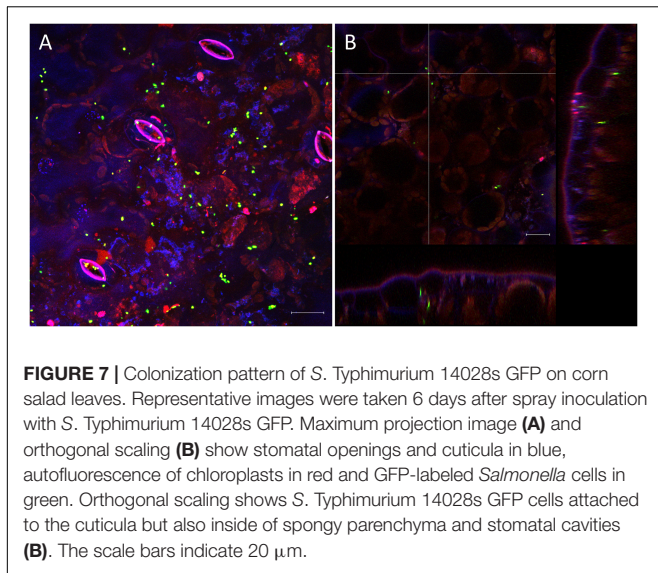 A
B
FIGURE 7 | Colonization pattern of S. Typhimurium 14028s GFP on corn
salad leaves. Representative images were taken 6 days after spray inoculation
with S. Typhimurium 14028s GFP. Maximum projection image (A) and
orthogonal scaling (B) show stomatal openings and cuticula in blue,
autofluorescence of chloroplasts in red and GFP-labeled Salmonella cells in
green. Orthogonal scaling shows S. Typhimurium 14028s GFP cells attached
to the cuticula but also inside of spongy parenchyma and stomatal cavities
(B). The scale bars indicate 20 μm.